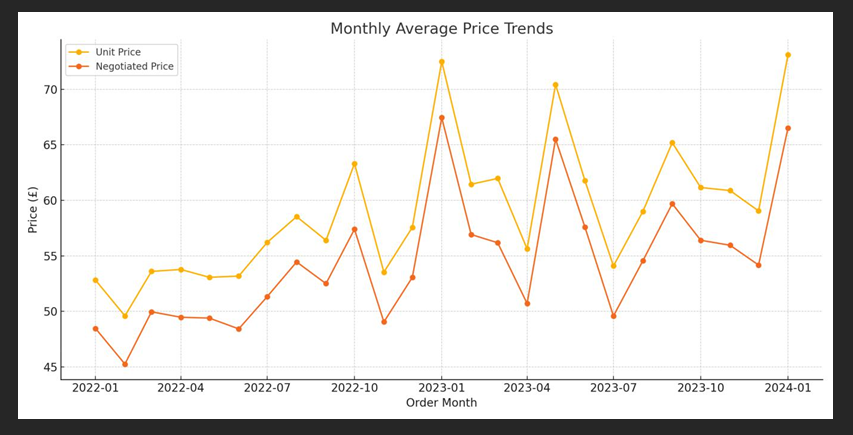 Monthly Average Price Trends
Unit Price
Negotiated Price
Price (£)
70
65
60
55
50
45
2022-01 2022-04 2022-07 2022-10 2023-01 2023-04 2023-07 2023-10 2024-01
Order Month